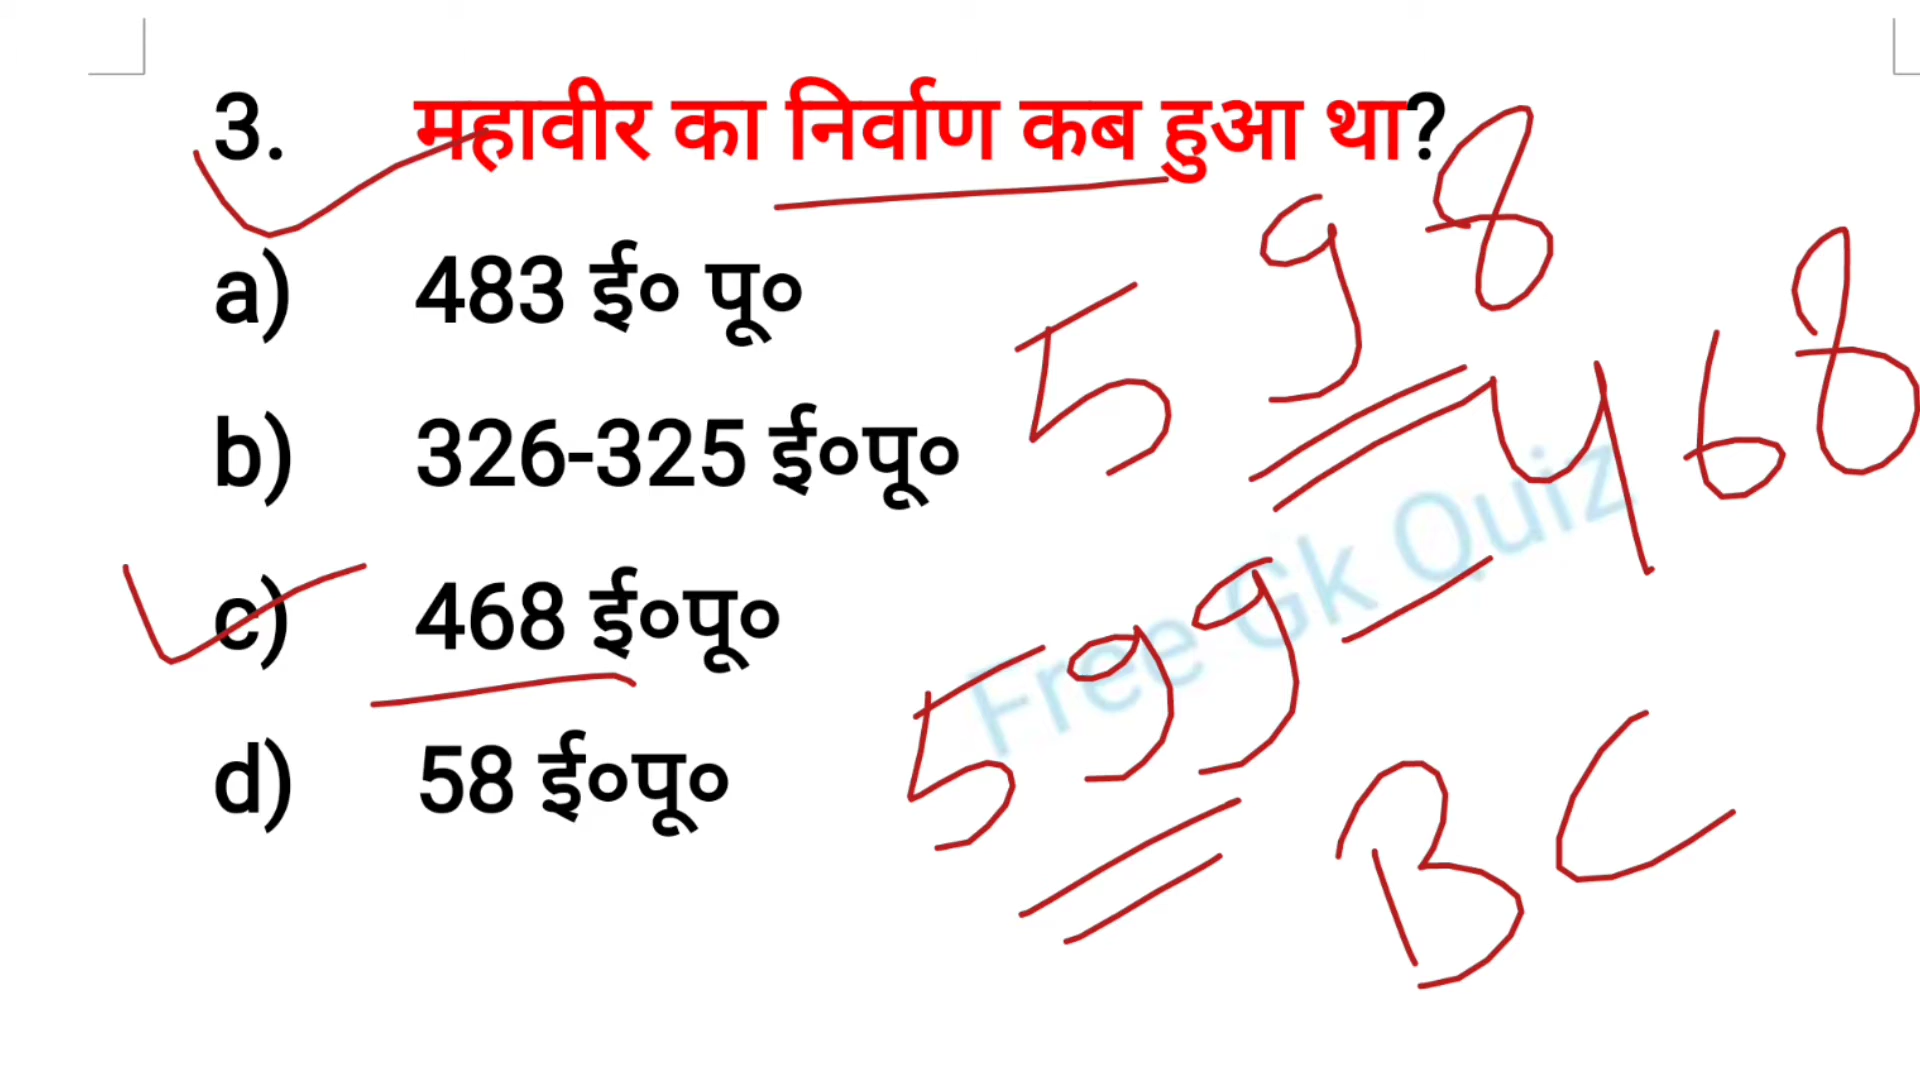 3. महावीर का निर्वाण कब हुआ था?
a) 483 ई० पू०
b) 326-325 ई०पू०
c) 468 ई०पू०
d) 58 ई०पू०
598
468
599
BC
Free Gk Quiz